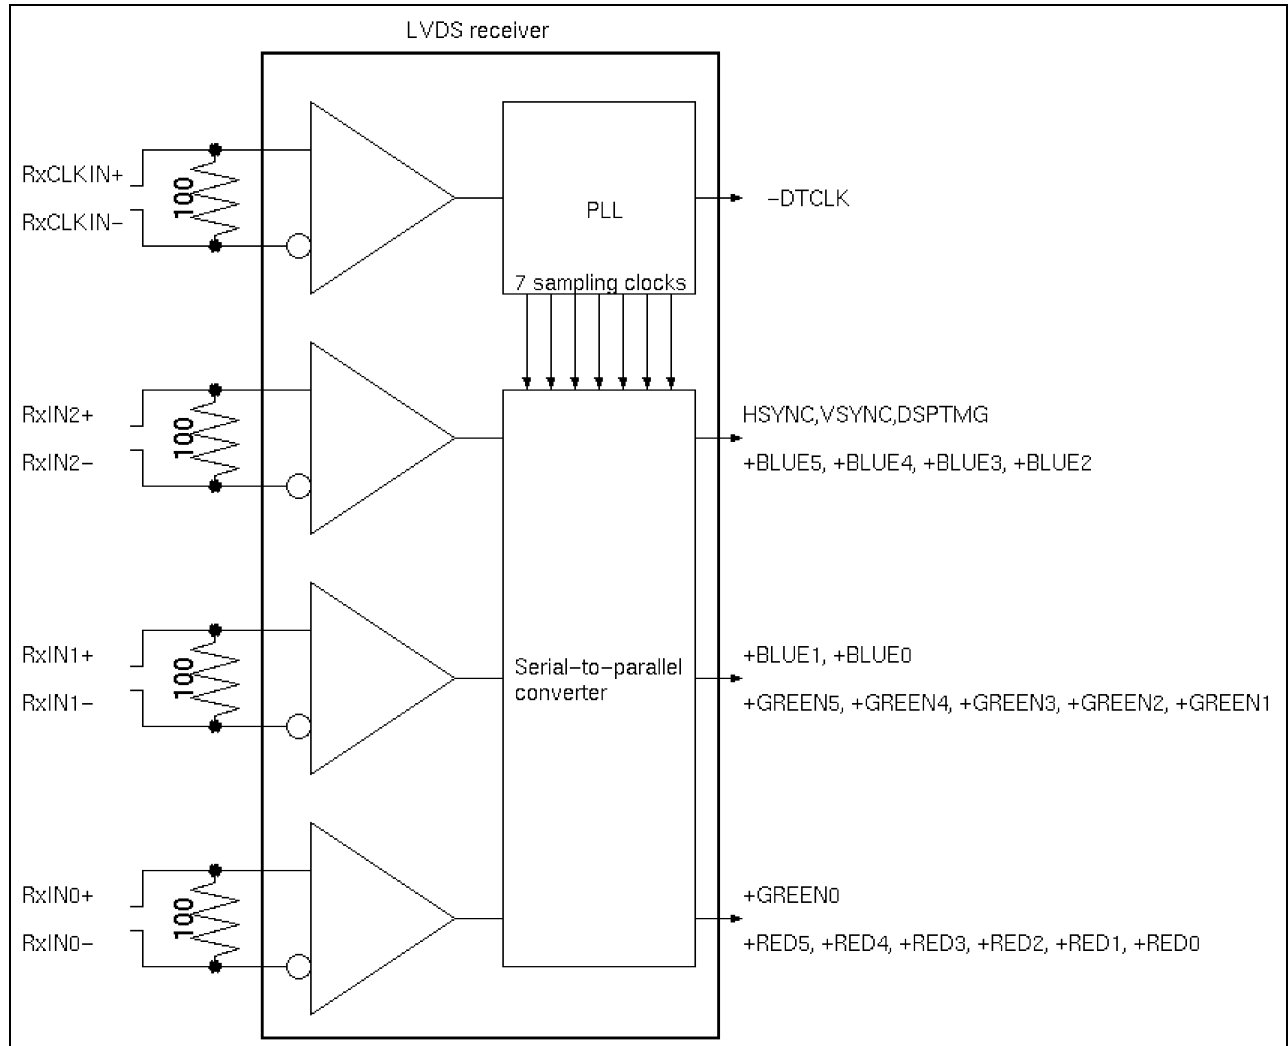 LVDS receiver
RxCLKIN+
100
RxCLKIN-
PLL
-DTCLK
7 sampling clocks
RxIN2+
100
RxIN2-
HSYNC,VSYNC,DSPTMG
+BLUE5, +BLUE4, +BLUE3, +BLUE2
RxIN1+
100
RxIN1-
Serial-to-parallel
converter
+BLUE1, +BLUE0
+GREEN5, +GREEN4, +GREEN3, +GREEN2, +GREEN1
RxIN0+
100
RxIN0-
+GREEN0
+RED5, +RED4, +RED3, +RED2, +RED1, +RED0